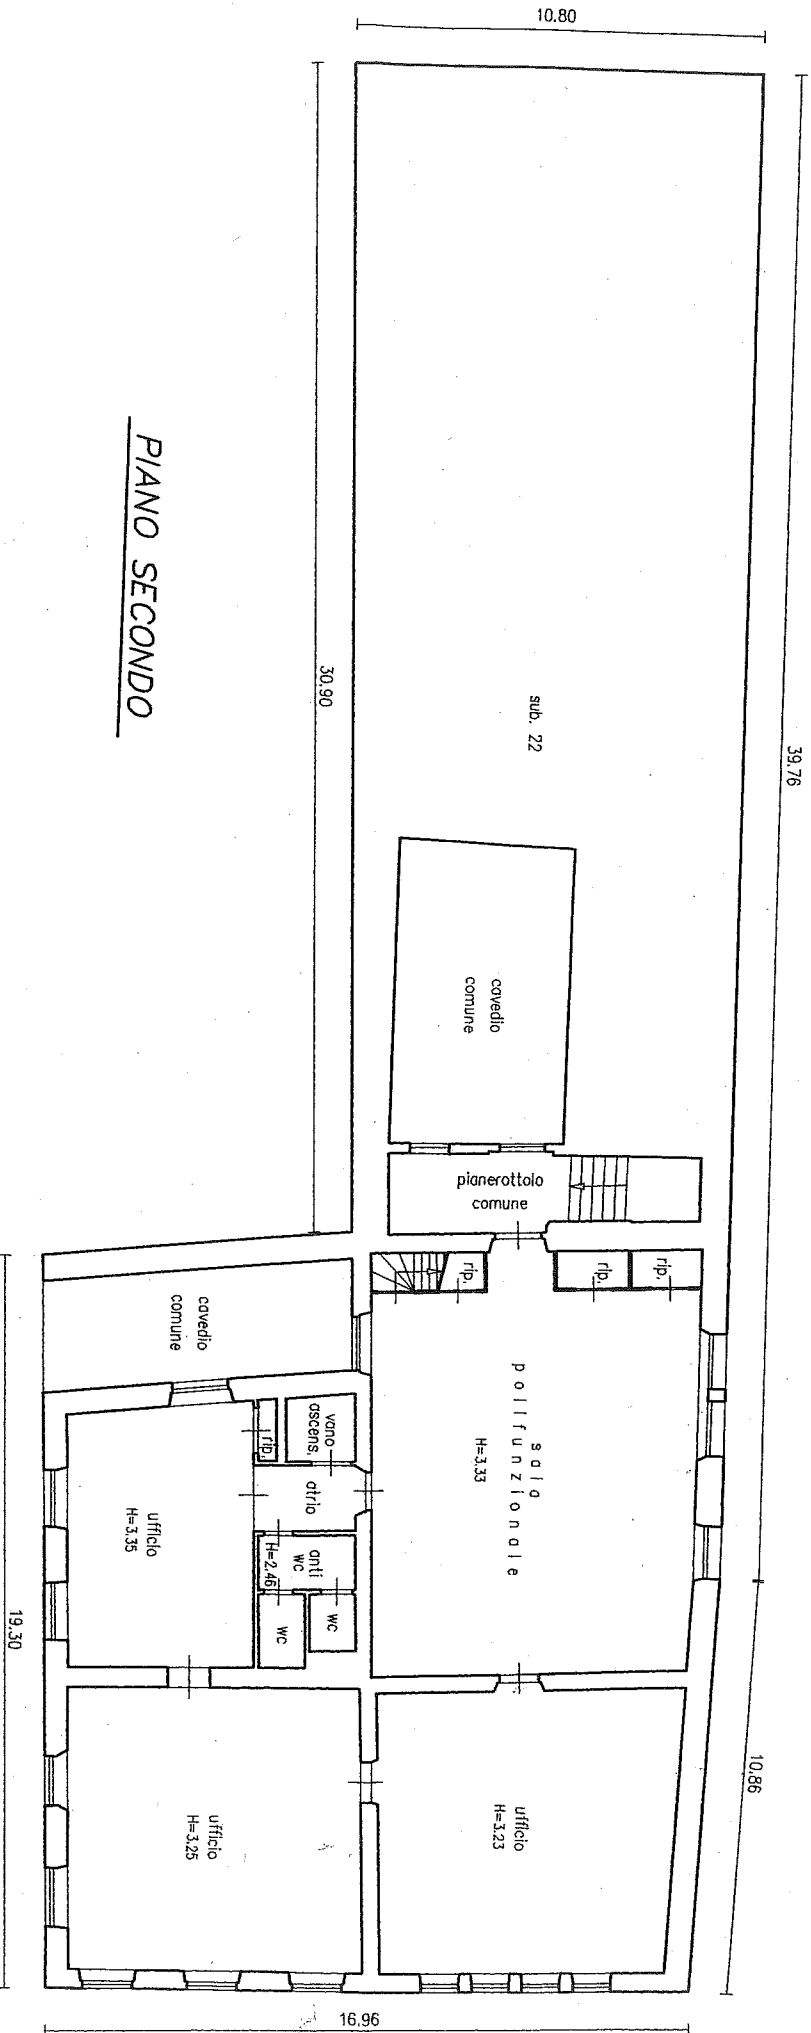 10.80
39.76
30.90
PIANO SECONDO
sub. 22
cavedio
comune
pianerottolo
comune
rip.
rip.
rip.
cavedio
comune
sala
polifunzionale
H=3.33
vano
ascens.
rip.
atrio
ufficio
H=3.35
anti
wc
H=2.46
wc
wc
19.30
10.86
ufficio
H=3.25
ufficio
H=3.23
16.96